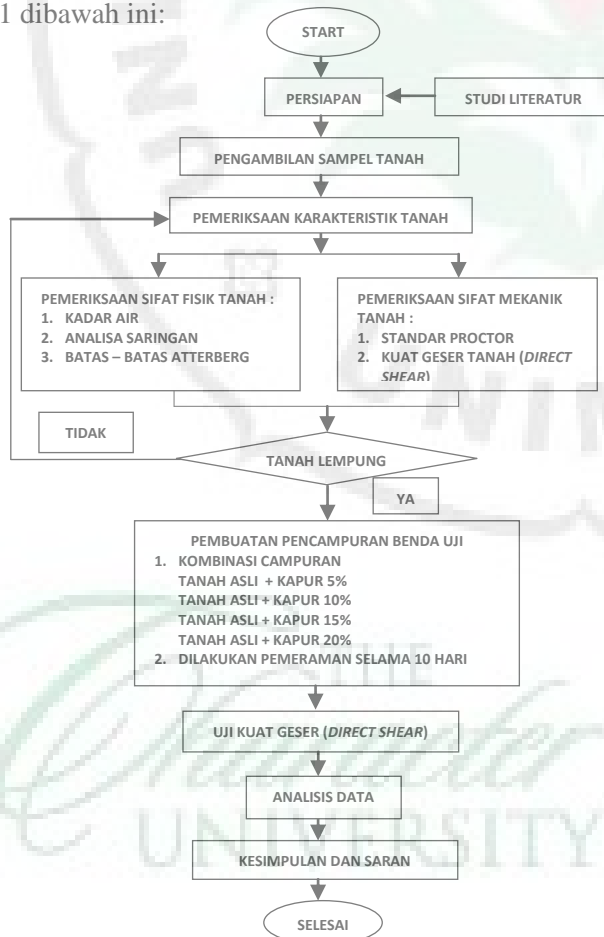 1 dibawah ini:
START
PERSIAPAN
STUDI LITERATUR
PENGAMBILAN SAMPEL TANAH
PEMERIKSAAN KARAKTERISTIK TANAH
PEMERIKSAAN SIFAT FISIK TANAH :
1. KADAR AIR
2. ANALISA SARINGAN
3. BATAS – BATAS ATTERBERG
PEMERIKSAAN SIFAT MEKANIK
TANAH :
1. STANDAR PROCTOR
2. KUAT GESER TANAH (DIRECT
SHEAR)
TIDAK
TANAH LEMPUNG
YA
PEMBUATAN PENCAMPURAN BENDA UJI
1. KOMBINASI CAMPURAN
TANAH ASLI + KAPUR 5%
TANAH ASLI + KAPUR 10%
TANAH ASLI + KAPUR 15%
TANAH ASLI + KAPUR 20%
2. DILAKUKAN PEMERAMAN SELAMA 10 HARI
UJI KUAT GESER (DIRECT SHEAR)
ANALISIS DATA
KESIMPULAN DAN SARAN
SELESAI
THE
Character
UNIVERSITY